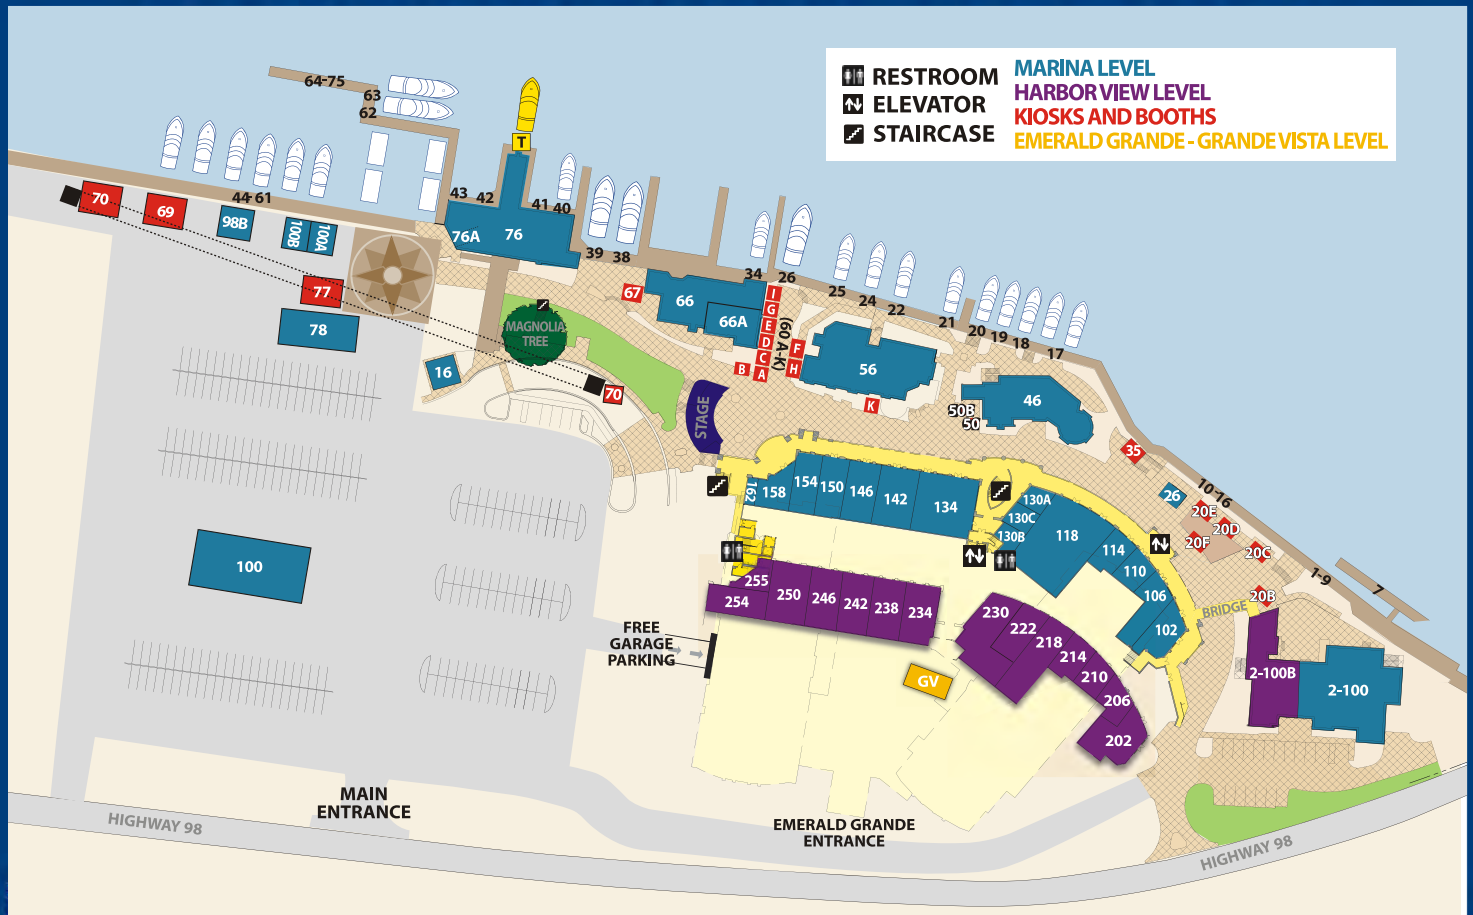 RESTROOM
ELEVATOR
STAIRCASE
MARINA LEVEL
HARBOR VIEW LEVEL
KIOSKS AND BOOTHS
EMERALD GRANDE - GRANDE VISTA LEVEL
64-75
63
62
T
43
42
41
40
70
69
44-61
98B
100B
100A
76A
76
39
38
34
26
25
24
22
21
20
19
18
17
77
78
67
66
66A
I
G
E
D
C
A
B
F
H
(60 A-K)
K
56
46
50B
50
MAGNOLIA
TREE
16
70
STAGE
35
10-16
26
20E
20D
20F
20C
20B
1-9
7
162
158
154
150
146
142
134
130A
130C
130B
118
114
110
106
102
BRIDGE
100
255
254
250
246
242
238
234
230
222
218
214
210
206
202
GV
2-100B
2-100
FREE
GARAGE
PARKING
MAIN
ENTRANCE
EMERALD GRANDE
ENTRANCE
HIGHWAY 98
HIGHWAY 98